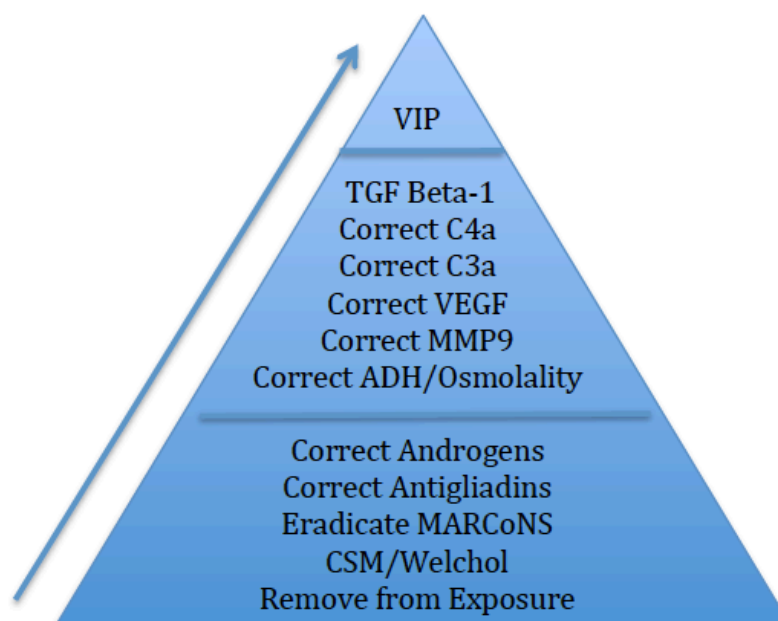 VIP
TGF Beta-1
Correct C4a
Correct C3a
Correct VEGF
Correct MMP9
Correct ADH/Osmolality
Correct Androgens
Correct Antigliadins
Eradicate MARCoNS
CSM/Welchol
Remove from Exposure